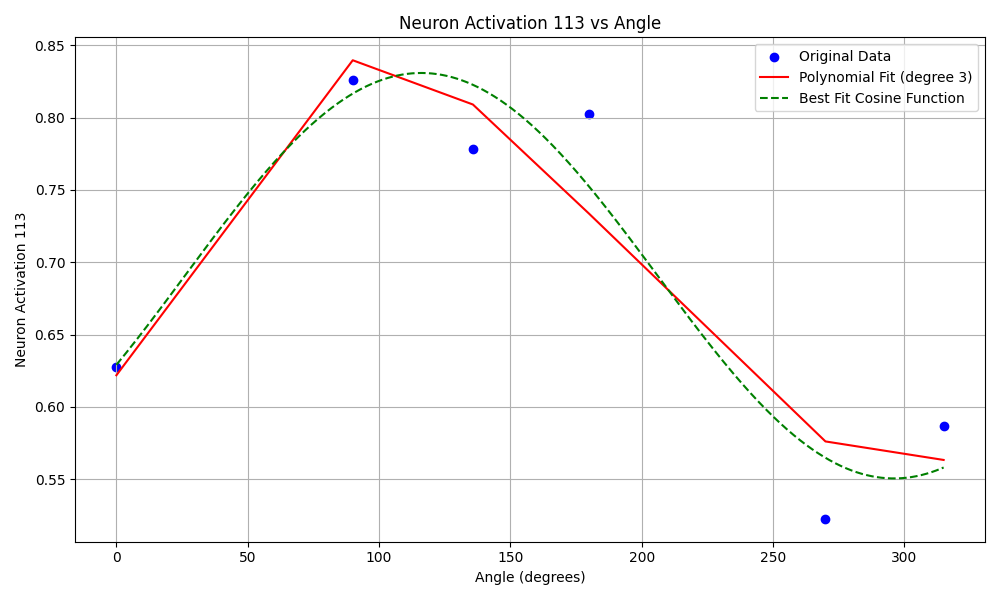 Neuron Activation 113 vs Angle
Original Data
Polynomial Fit (degree 3)
Best Fit Cosine Function
Neuron Activation 113
0.85
0.80
0.75
0.70
0.65
0.60
0.55
0
50
100
150
200
250
300
Angle (degrees)